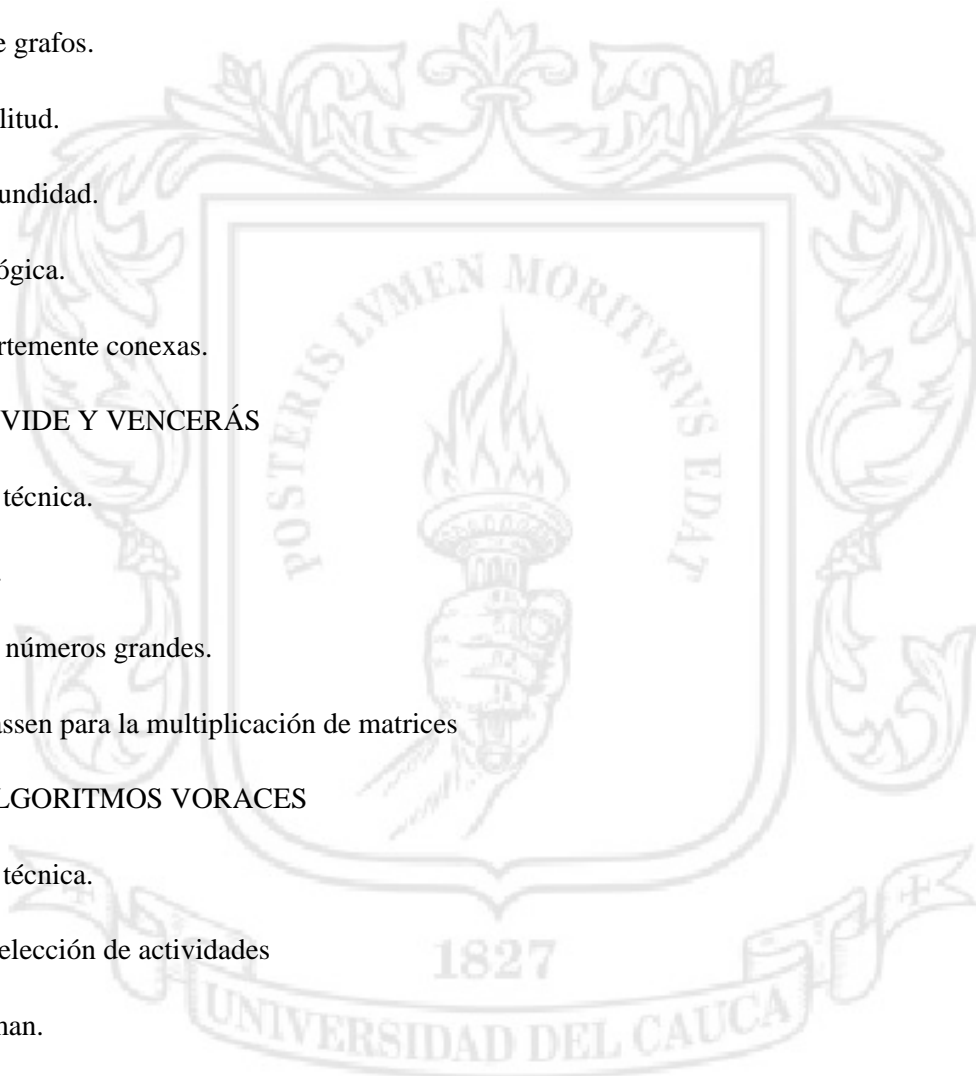 e grafos.
litud.
undidad.
ógica.
rtemente conexas.
VIDE Y VENCERÁS
técnica.
.
números grandes.
assen para la multiplicación de matrices
LGORITMOS VORACES
técnica.
elección de actividades
nan.
POSTERIS LVMEN MORITVRVS EDAT
1827
UNIVERSIDAD DEL CAUCA